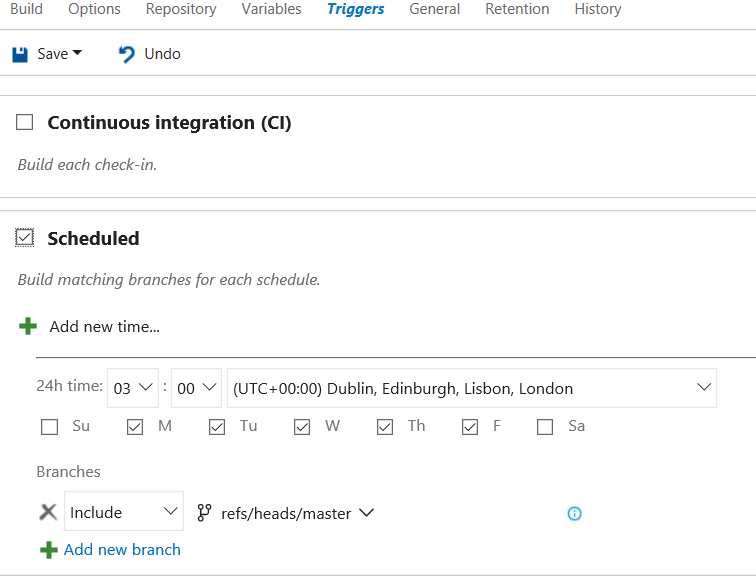 Build Options Repository Variables Triggers General Retention History
Save Undo
Continuous integration (CI)
Build each check-in.
Scheduled
Build matching branches for each schedule.
Add new time...
24h time: 03 : 00 (UTC+00:00) Dublin, Edinburgh, Lisbon, London
Su M Tu W Th F Sa
Branches
Include refs/heads/master
Add new branch